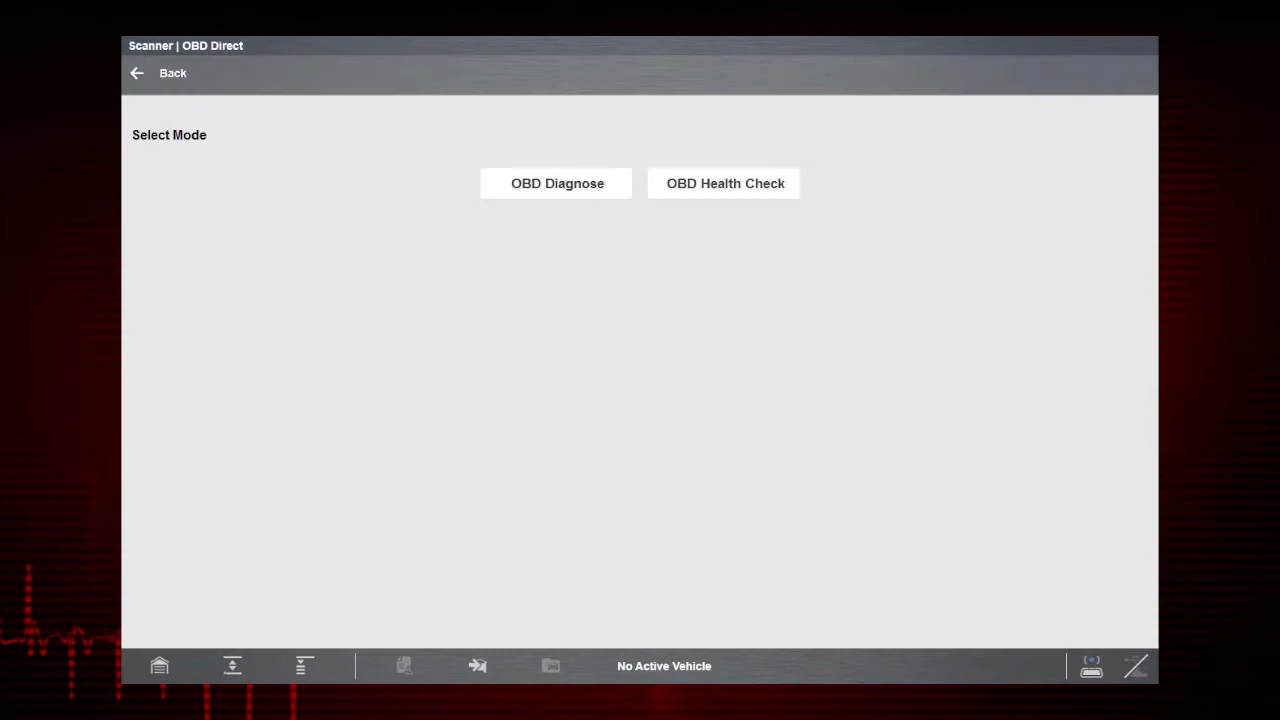 Scanner | OBD Direct
Back
Select Mode
OBD Diagnose
OBD Health Check
No Active Vehicle